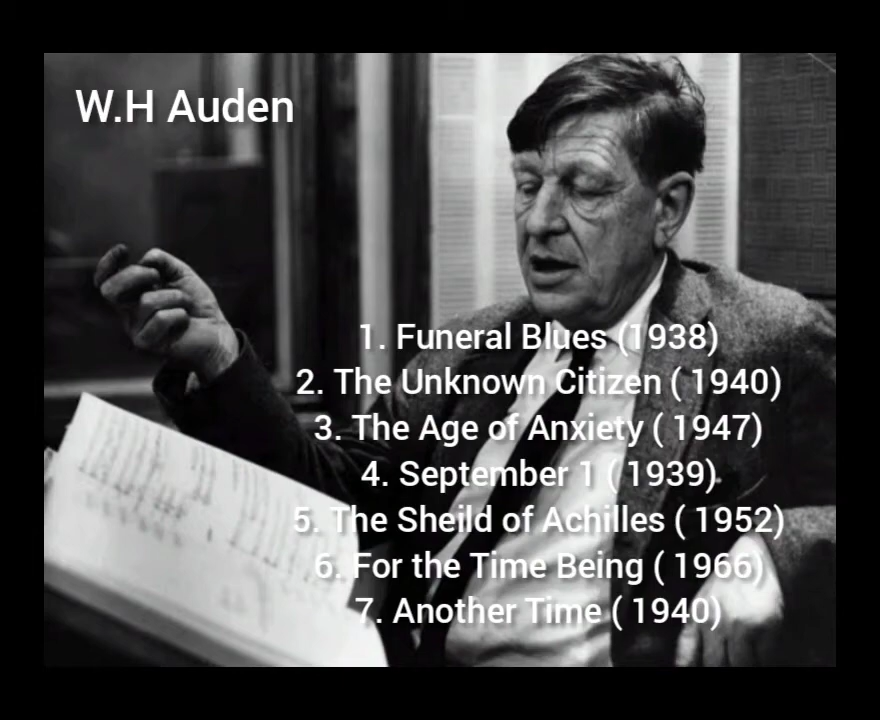 W.H Auden
1. Funeral Blues (1938)
2. The Unknown Citizen ( 1940)
3. The Age of Anxiety ( 1947)
4. September 1 ( 1939)
5. The Sheild of Achilles ( 1952)
6. For the Time Being ( 1966)
7. Another Time ( 1940)